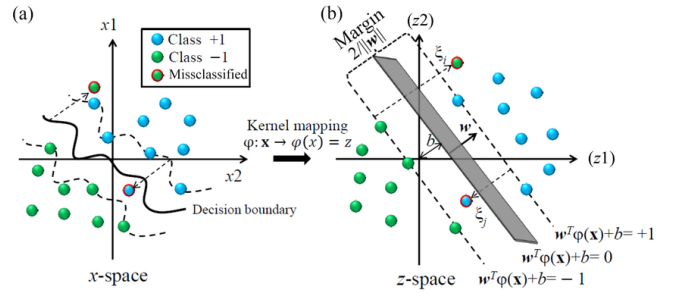 (a)
x1
Class +1
Class −1
Missclassified
x2
Decision boundary
x-space
Kernel mapping
φ: x → φ(x) = z
(b)
(z2)
Margin
2/||w||
ξi
b
w
(z1)
ξj
wTφ(x)+b= +1
wTφ(x)+b= 0
wTφ(x)+b= − 1
z-space